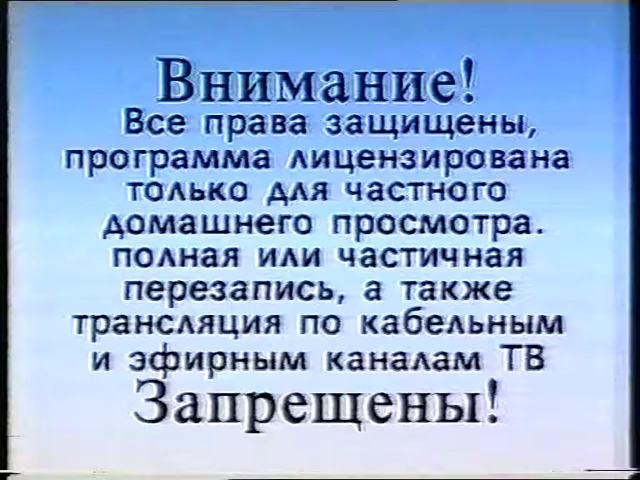 Внимание!
Все права защищены,
программа лицензирована
только для частного
домашнего просмотра.
полная или частичная
перезапись, а также
трансляция по кабельным
и эфирным каналам ТВ
Запрещены!